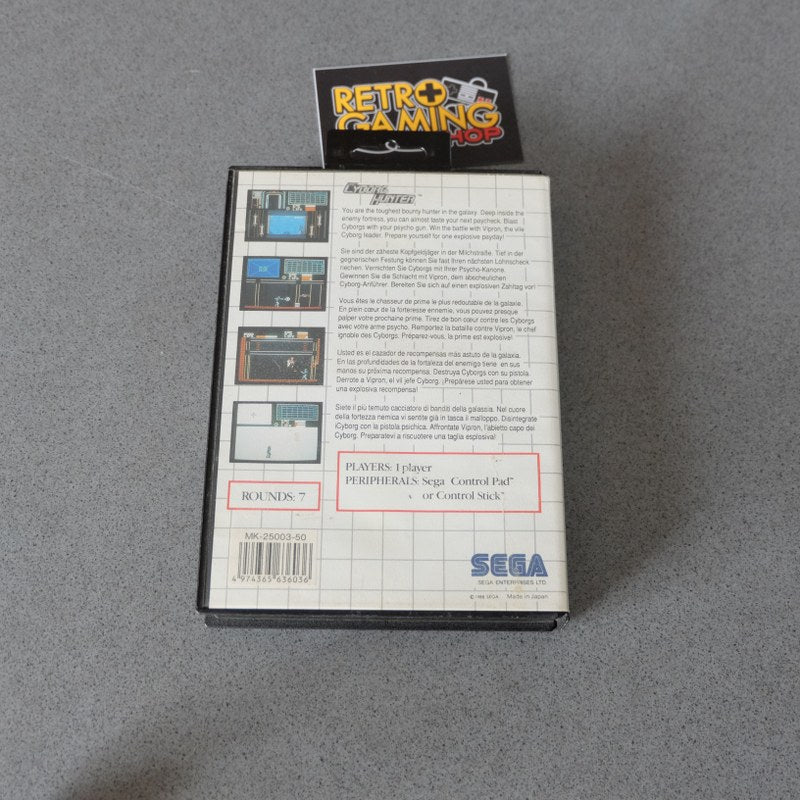 RETRO
GAMING
SHOP
CYBORG
HUNTER™
You are the toughest bounty hunter in the galaxy. Deep inside the
enemy fortress, you can almost taste your next paycheck. Blast
Cyborgs with your psycho gun. Win the battle with Vipron, the vile
Cyborg leader. Prepare yourself for one explosive payday!
Sie sind der zäheste Kopfgeldjäger in der Milchstraße. Tief in der
gegnerischen Festung können Sie fast Ihren nächsten Lohnscheck
riechen. Vernichten Sie Cyborgs mit Ihrer Psycho-Kanone.
Gewinnen Sie die Schlacht mit Vipron, dem abscheulichen
Cyborg-Anführer. Bereiten Sie sich auf einen explosiven Zahltag vor!
Vous êtes le chasseur de prime le plus redoutable de la galaxie.
En plein cœur de la forteresse ennemie, vous pouvez presque
palper votre prochaine prime. Tirez de bon cœur contre les Cyborgs
avec votre arme psycho. Remportez la bataille contre Vipron, le chef
ignoble des Cyborgs. Préparez-vous, la prime est explosive!
Usted es el cazador de recompensas más astuto de la galaxia.
En las profundidades de la fortaleza del enemigo tiene en sus
manos su próxima recompensa. Destruya Cyborgs con su pistola.
Derrote a Vipron, el vil jefe Cyborg. ¡Prepárese usted para obtener
una explosiva recompensa!
Siete il più temuto cacciatore di banditi della galassia. Nel cuore
della fortezza nemica vi sentite già in tasca il malloppo. Disintegrate
i Cyborg con la pistola psichica. Affrontate Vipron, l'abietto capo dei
Cyborg. Preparatevi a riscuotere una taglia esplosiva!
PLAYERS: 1 player
PERIPHERALS: Sega Control Pad™
or Control Stick™
ROUNDS: 7
MK-25003-50
4 974365 636036
SEGA
SEGA ENTERPRISES LTD.
© 1988 SEGA Made in Japan